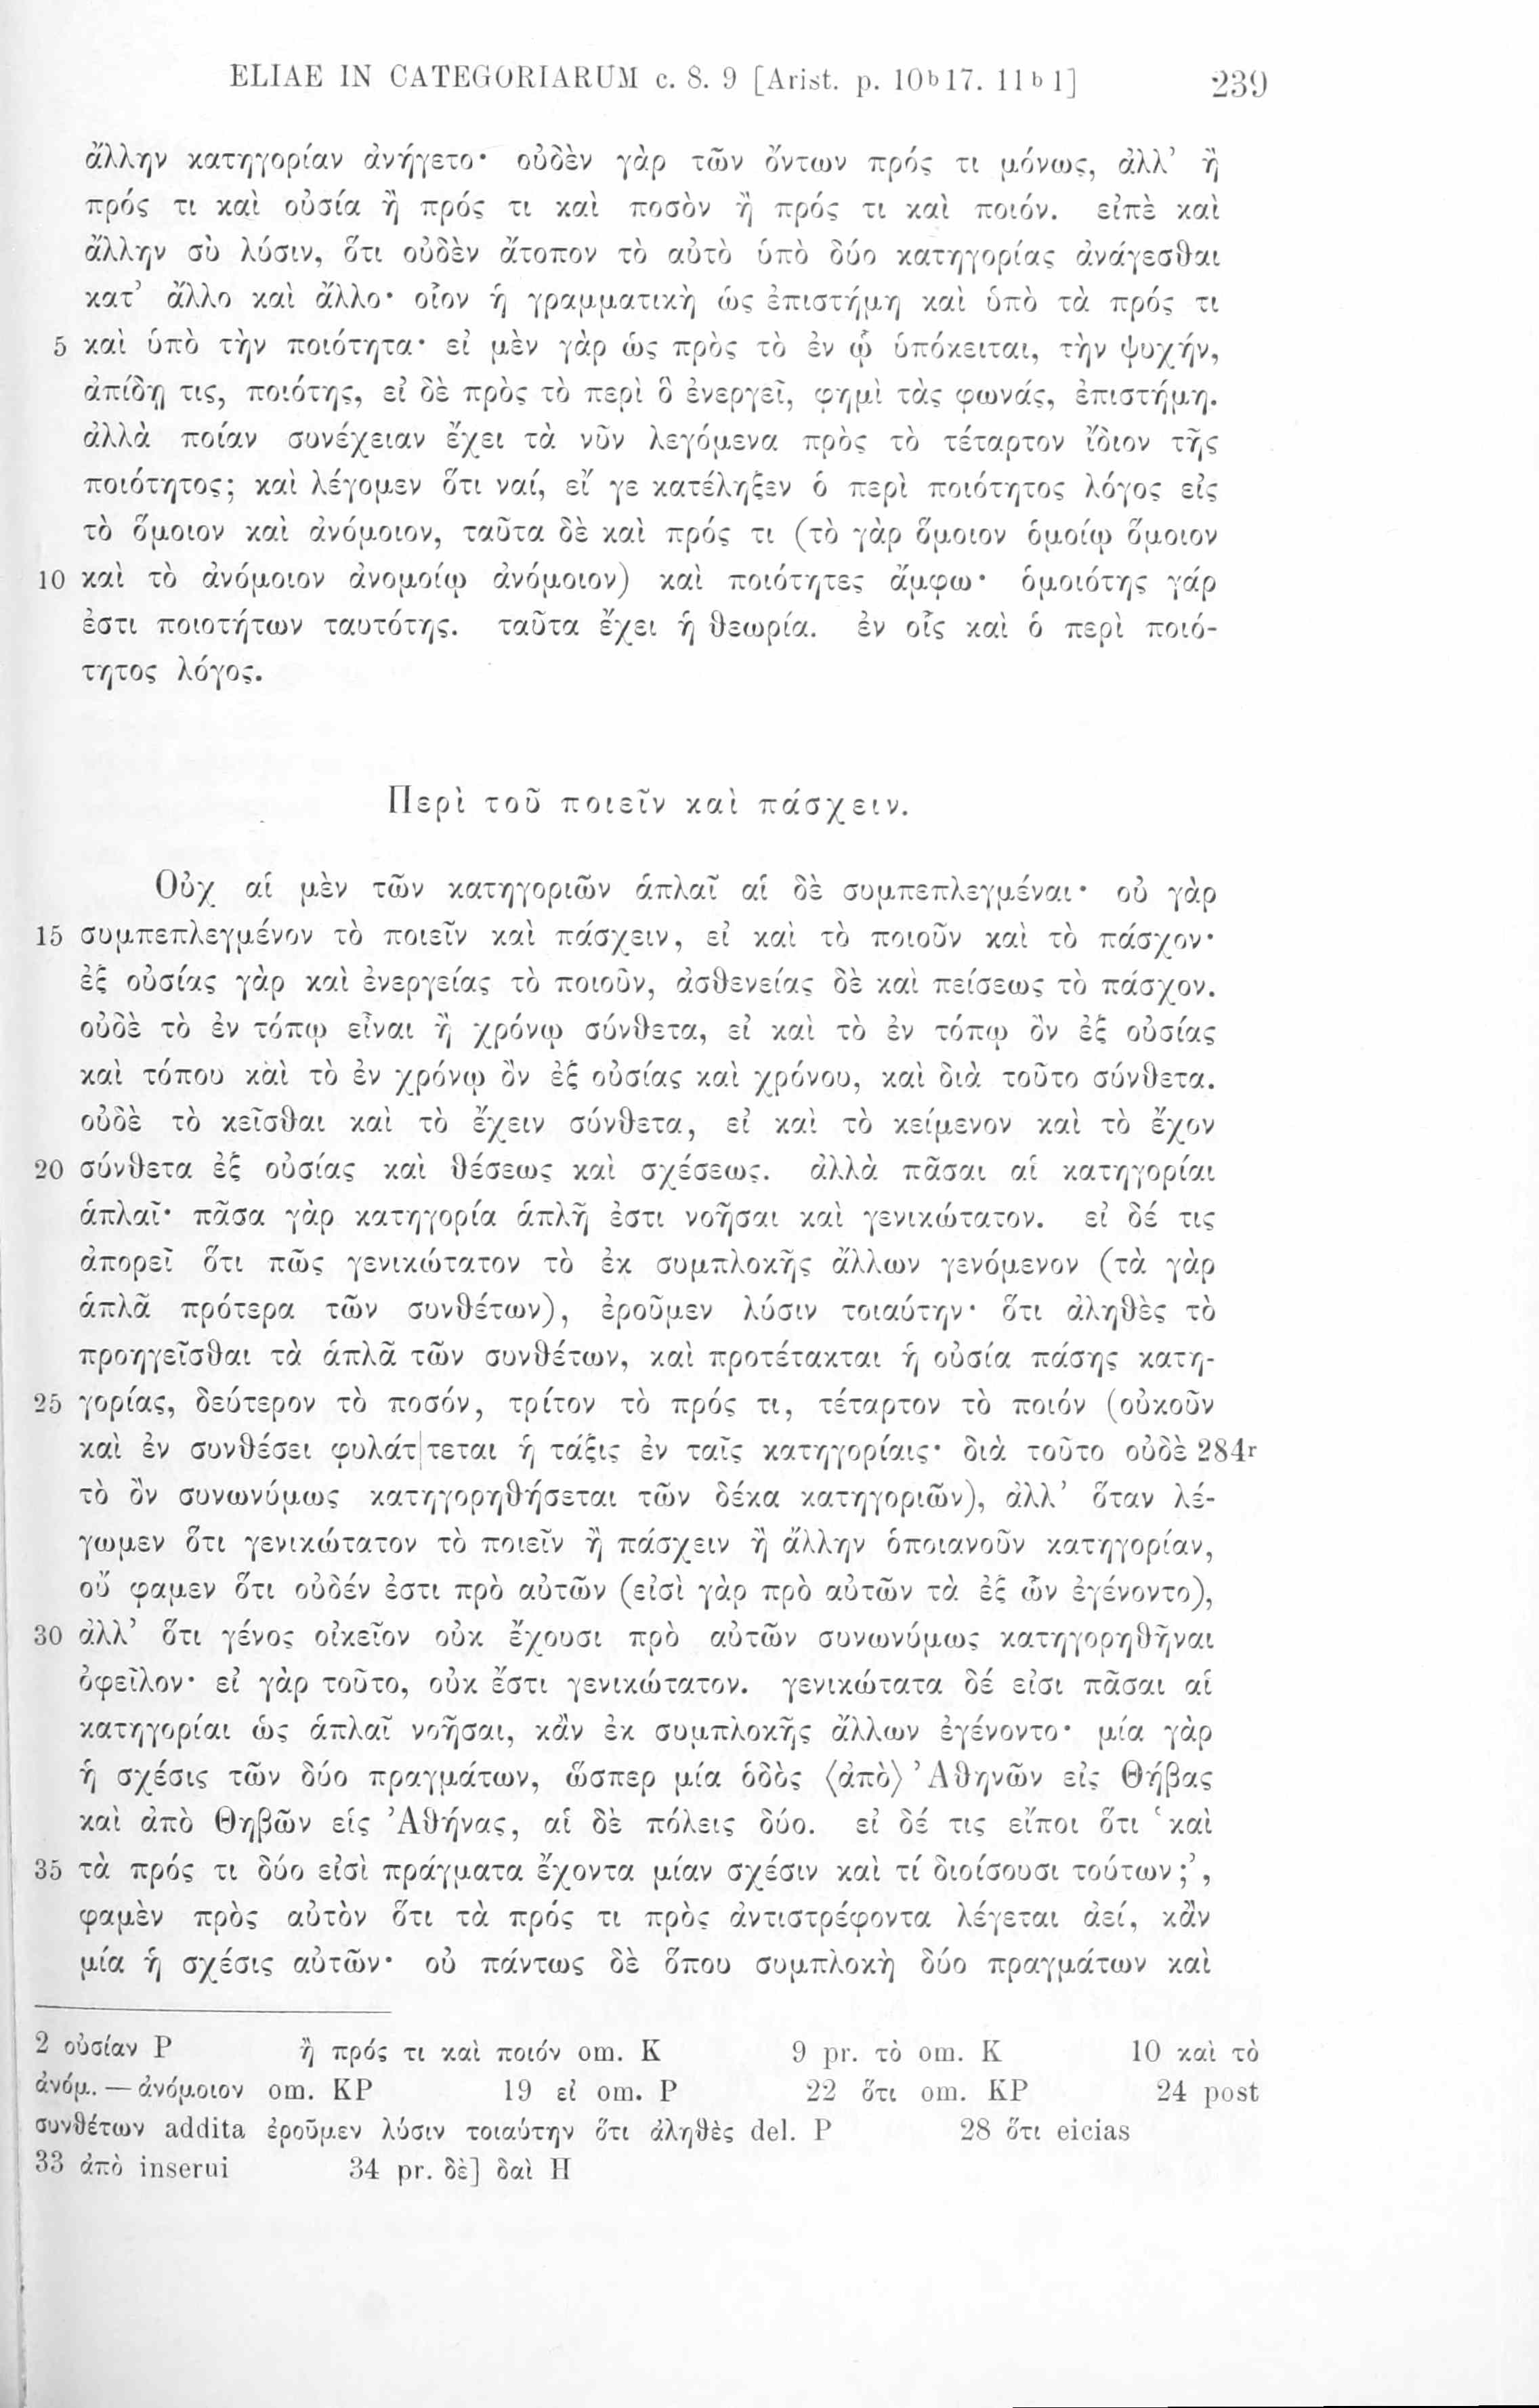 ELIAE IN CATEGORIARUM c. 8. 9 [Arist. p. 10b17. 11b1] 239
ἄλλην κατηγορίαν ἀνήγετο· οὐδὲν γὰρ τῶν ὄντων πρός τι μόνως, ἀλλ’ ἢ
πρός τι καὶ οὐσία ἢ πρός τι καὶ ποσὸν ἢ πρός τι καὶ ποιόν. εἰπὲ καὶ
ἄλλην σὺ λύσιν, ὅτι οὐδὲν ἄτοπον τὸ αὐτὸ ὑπὸ δύο κατηγορίας ἀνάγεσθαι
κατ’ ἄλλο καὶ ἄλλο· οἷον ἡ γραμματικὴ ὡς ἐπιστήμη καὶ ὑπὸ τὰ πρός τι
5 καὶ ὑπὸ τὴν ποιότητα· εἰ μὲν γὰρ ὡς πρὸς τὸ ἐν ᾧ ὑπόκειται, τὴν ψυχήν,
ἀπίδῃ τις, ποιότης, εἰ δὲ πρὸς τὸ περὶ ὃ ἐνεργεῖ, φημὶ τὰς φωνάς, ἐπιστήμη.
ἀλλὰ ποίαν συνέχειαν ἔχει τὰ νῦν λεγόμενα πρὸς τὸ τέταρτον ἴδιον τῆς
ποιότητος; καὶ λέγομεν ὅτι ναί, εἴ γε κατέληξεν ὁ περὶ ποιότητος λόγος εἰς
τὸ ὅμοιον καὶ ἀνόμοιον, ταῦτα δὲ καὶ πρός τι (τὸ γὰρ ὅμοιον ὁμοίῳ ὅμοιον
10 καὶ τὸ ἀνόμοιον ἀνομοίῳ ἀνόμοιον) καὶ ποιότητες ἄμφω· ὁμοιότης γάρ
ἐστι ποιοτήτων ταυτότης. ταῦτα ἔχει ἡ θεωρία. ἐν οἷς καὶ ὁ περὶ ποιό-
τητος λόγος.
Περὶ τοῦ ποιεῖν καὶ πάσχειν.
Οὐχ αἱ μὲν τῶν κατηγοριῶν ἁπλαῖ αἱ δὲ συμπεπλεγμέναι· οὐ γὰρ
15 συμπεπλεγμένον τὸ ποιεῖν καὶ πάσχειν, εἰ καὶ τὸ ποιοῦν καὶ τὸ πάσχον·
ἐξ οὐσίας γὰρ καὶ ἐνεργείας τὸ ποιοῦν, ἀσθενείας δὲ καὶ πείσεως τὸ πάσχον.
οὐδὲ τὸ ἐν τόπῳ εἶναι ἢ χρόνῳ σύνθετα, εἰ καὶ τὸ ἐν τόπῳ ὂν ἐξ οὐσίας
καὶ τόπου καὶ τὸ ἐν χρόνῳ ὂν ἐξ οὐσίας καὶ χρόνου, καὶ διὰ τοῦτο σύνθετα.
οὐδὲ τὸ κεῖσθαι καὶ τὸ ἔχειν σύνθετα, εἰ καὶ τὸ κείμενον καὶ τὸ ἔχον
20 σύνθετα ἐξ οὐσίας καὶ θέσεως καὶ σχέσεως. ἀλλὰ πᾶσαι αἱ κατηγορίαι
ἁπλαῖ· πᾶσα γὰρ κατηγορία ἁπλῆ ἐστι νοῆσαι καὶ γενικώτατον. εἰ δέ τις
ἀπορεῖ ὅτι πῶς γενικώτατον τὸ ἐκ συμπλοκῆς ἄλλων γενόμενον (τὰ γὰρ
ἁπλᾶ πρότερα τῶν συνθέτων), ἐροῦμεν λύσιν τοιαύτην· ὅτι ἀληθὲς τὸ
προηγεῖσθαι τὰ ἁπλᾶ τῶν συνθέτων, καὶ προτέτακται ἡ οὐσία πάσης κατη-
25 γορίας, δεύτερον τὸ ποσόν, τρίτον τὸ πρός τι, τέταρτον τὸ ποιόν (οὐκοῦν
καὶ ἐν συνθέσει φυλάτ|τεται ἡ τάξις ἐν ταῖς κατηγορίαις· διὰ τοῦτο οὐδὲ 284r
τὸ ὂν συνωνύμως κατηγορηθήσεται τῶν δέκα κατηγοριῶν), ἀλλ’ ὅταν λέ-
γωμεν ὅτι γενικώτατον τὸ ποιεῖν ἢ πάσχειν ἢ ἄλλην ὁποιανοῦν κατηγορίαν,
οὔ φαμεν ὅτι οὐδέν ἐστι πρὸ αὐτῶν (εἰσὶ γὰρ πρὸ αὐτῶν τὰ ἐξ ὧν ἐγένοντο),
30 ἀλλ’ ὅτι γένος οἰκεῖον οὐκ ἔχουσι πρὸ αὐτῶν συνωνύμως κατηγορηθῆναι
ὀφεῖλον· εἰ γὰρ τοῦτο, οὐκ ἔστι γενικώτατον. γενικώτατα δέ εἰσι πᾶσαι αἱ
κατηγορίαι ὡς ἁπλαῖ νοῆσαι, κἂν ἐκ συμπλοκῆς ἄλλων ἐγένοντο· μία γὰρ
ἡ σχέσις τῶν δύο πραγμάτων, ὥσπερ μία ὁδὸς ⟨ἀπὸ⟩ Ἀθηνῶν εἰς Θήβας
καὶ ἀπὸ Θηβῶν εἰς Ἀθήνας, αἱ δὲ πόλεις δύο. εἰ δέ τις εἴποι ὅτι ‘καὶ
35 τὰ πρός τι δύο εἰσὶ πράγματα ἔχοντα μίαν σχέσιν καὶ τί διοίσουσι τούτων;’,
φαμὲν πρὸς αὐτὸν ὅτι τὰ πρός τι πρὸς ἀντιστρέφοντα λέγεται ἀεί, κἂν
μία ἡ σχέσις αὐτῶν· οὐ πάντως δὲ ὅπου συμπλοκὴ δύο πραγμάτων καὶ
2 οὐσίαν P ἢ πρός τι καὶ ποιόν om. K 9 pr. τὸ om. K 10 καὶ τὸ
ἀνόμ. — ἀνόμοιον om. KP 19 εἰ om. P 22 ὅτι om. KP 24 post
συνθέτων addita ἐροῦμεν λύσιν τοιαύτην ὅτι ἀληθὲς del. P 28 ὅτι eicias
33 ἀπὸ inserui 34 pr. δὲ] δαὶ H